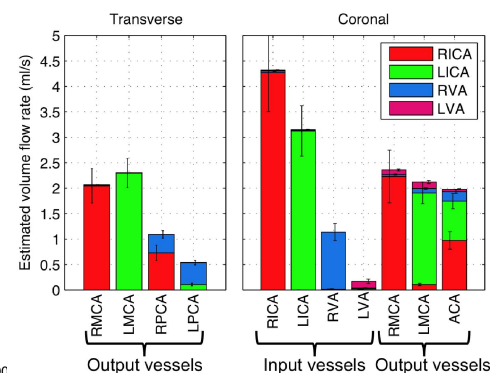 Transverse
Coronal
Estimated volume flow rate (ml/s)
5
4.5
4
3.5
3
2.5
2
1.5
1
0.5
0
RICA
LICA
RVA
LVA
RMCA
LMCA
RPCA
LPCA
RICA
LICA
RVA
LVA
RMCA
LMCA
ACA
Output vessels
Input vessels
Output vessels